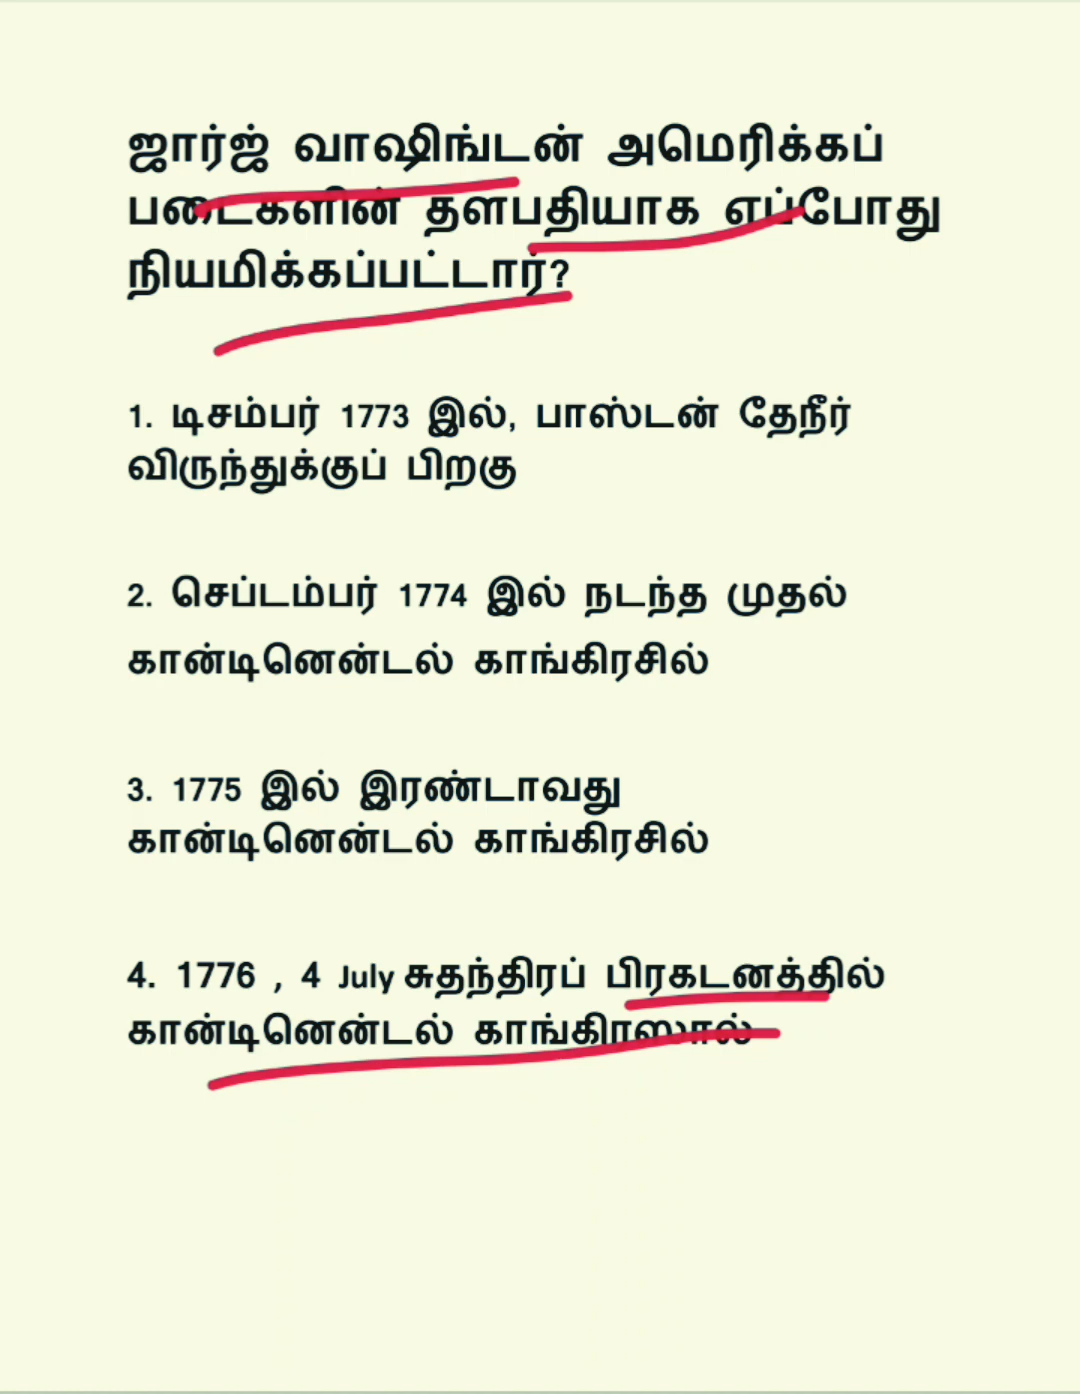 ஜார்ஜ் வாஷிங்டன் அமெரிக்கப்
படைகளின் தளபதியாக எப்போது
நியமிக்கப்பட்டார்?
1. டிசம்பர் 1773 இல், பாஸ்டன் தேநீர்
விருந்துக்குப் பிறகு
2. செப்டம்பர் 1774 இல் நடந்த முதல்
கான்டினென்டல் காங்கிரசில்
3. 1775 இல் இரண்டாவது
கான்டினென்டல் காங்கிரசில்
4. 1776 , 4 July சுதந்திரப் பிரகடனத்தில்
கான்டினென்டல் காங்கிரஸால்